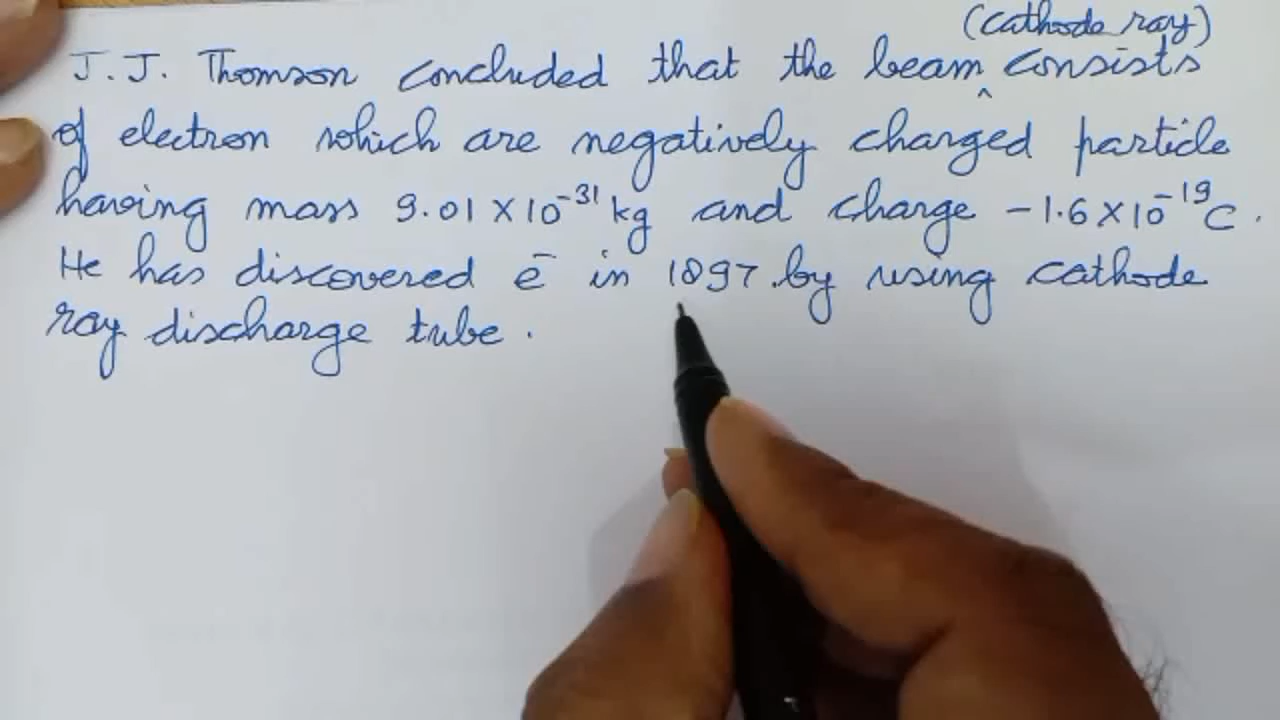 (cathode ray)
J.J. Thomson concluded that the beam ^ consists
of electron which are negatively charged particle
having mass 9.01 × 10⁻³¹ kg and charge −1.6 × 10⁻¹⁹ C.
He has discovered e⁻ in 1897 .by using cathode
ray discharge tube.